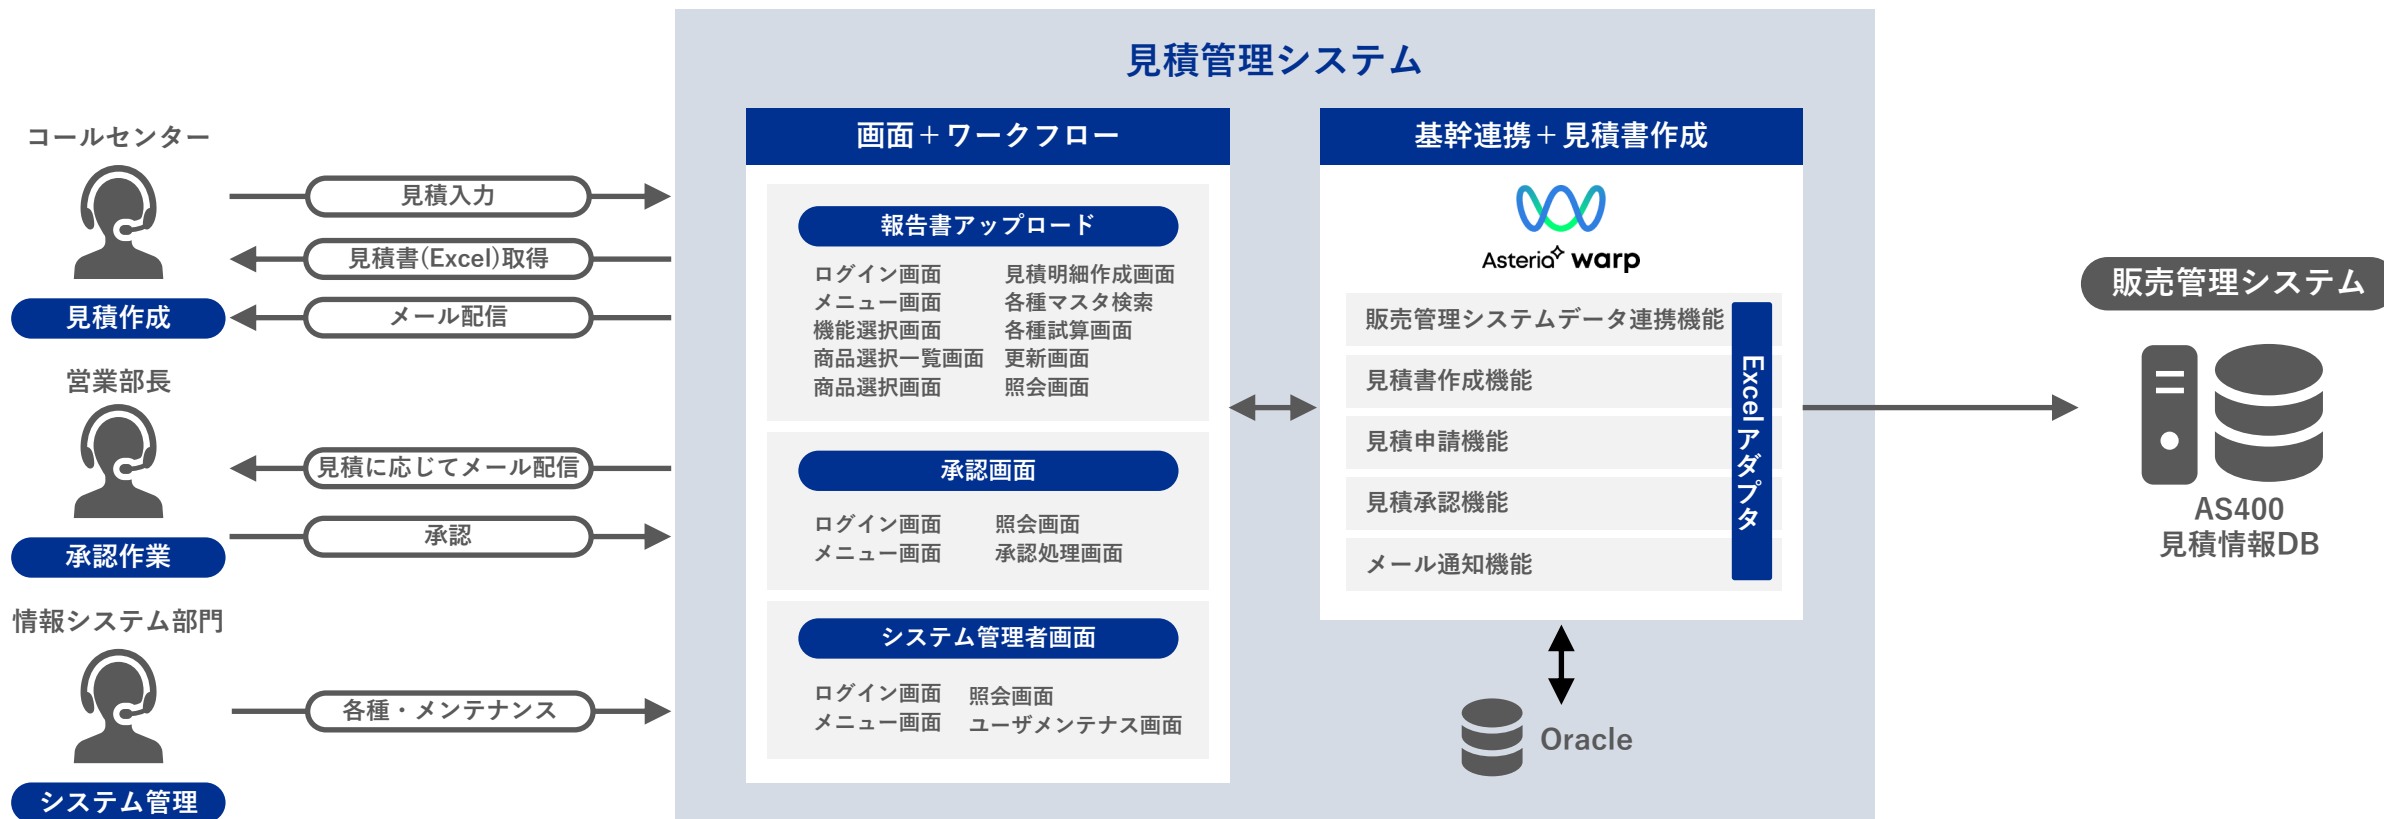 見積管理システム
コールセンター
見積作成
営業部長
承認作業
情報システム部門
システム管理
見積入力
見積書(Excel)取得
メール配信
見積に応じてメール配信
承認
各種・メンテナンス
画面＋ワークフロー
報告書アップロード
ログイン画面 見積明細作成画面
メニュー画面 各種マスタ検索
機能選択画面 各種試算画面
商品選択一覧画面 更新画面
商品選択画面 照会画面
承認画面
ログイン画面 照会画面
メニュー画面 承認処理画面
システム管理者画面
ログイン画面 照会画面
メニュー画面 ユーザメンテナス画面
基幹連携＋見積書作成
Asteria warp
販売管理システムデータ連携機能
見積書作成機能
見積申請機能
見積承認機能
メール通知機能
Excelアダプタ
Oracle
販売管理システム
AS400
見積情報DB